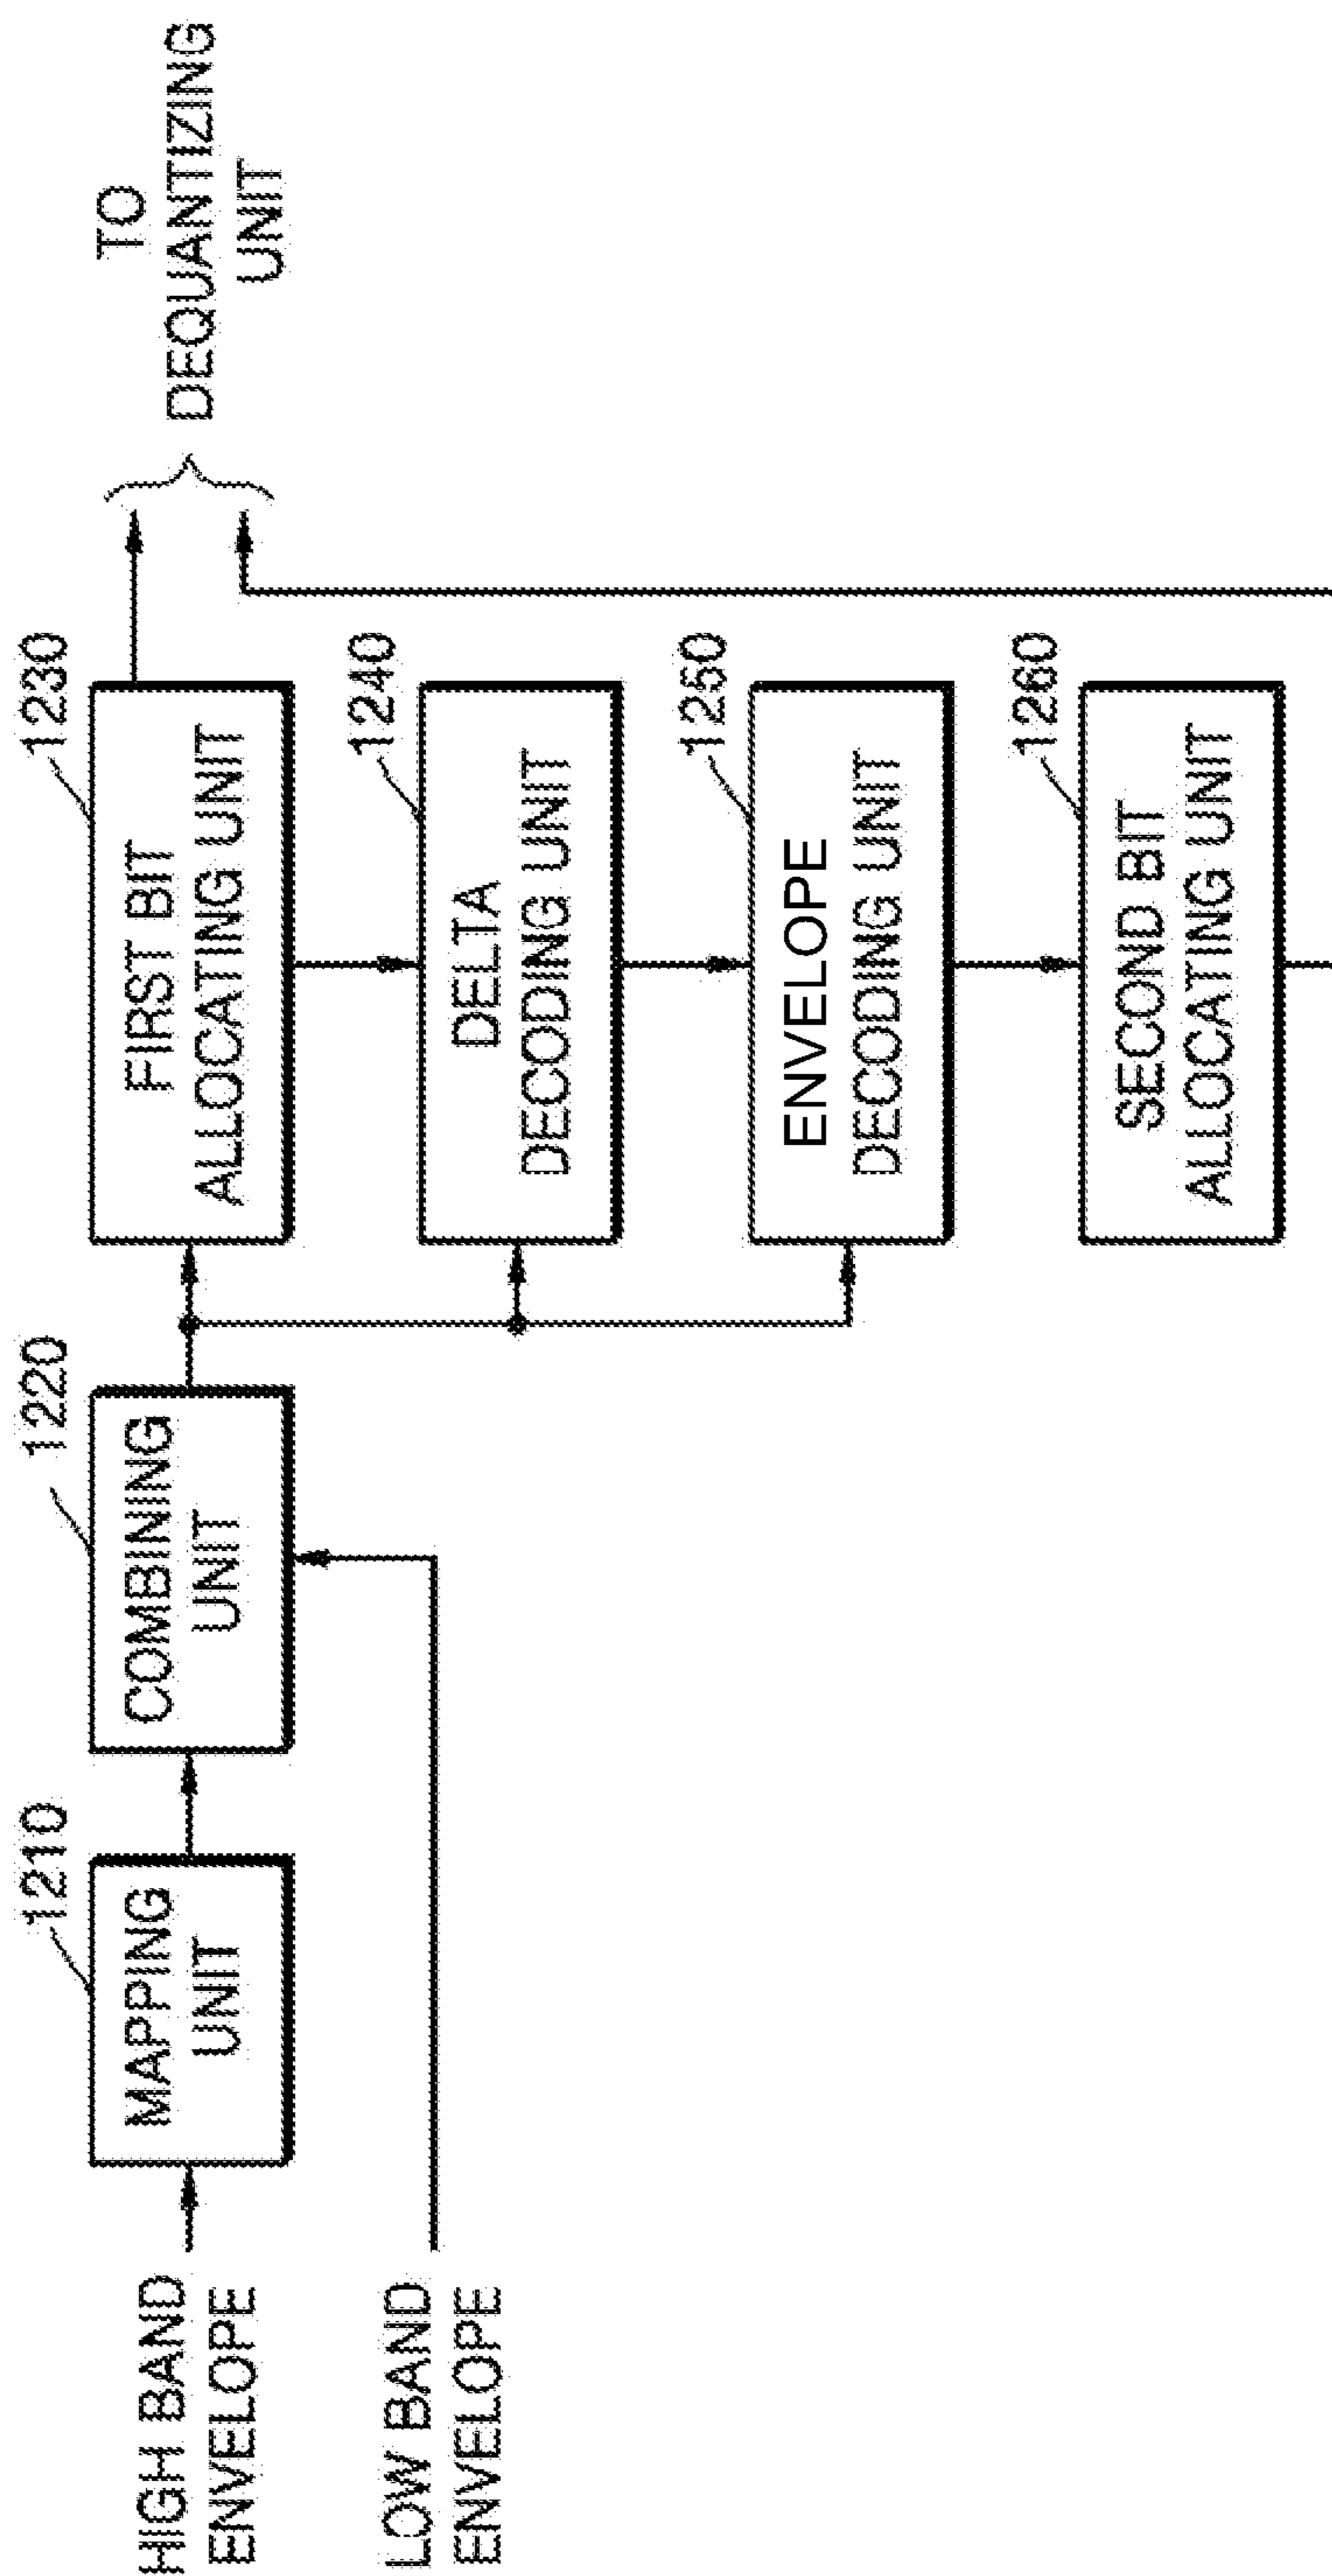 HIGH BAND
ENVELOPE
LOW BAND
ENVELOPE
1210
MAPPING
UNIT
1220
COMBINING
UNIT
1230
FIRST BIT
ALLOCATING UNIT
1240
DELTA
DECODING UNIT
1250
ENVELOPE
DECODING UNIT
1260
SECOND BIT
ALLOCATING UNIT
TO
DEQUANTIZING
UNIT